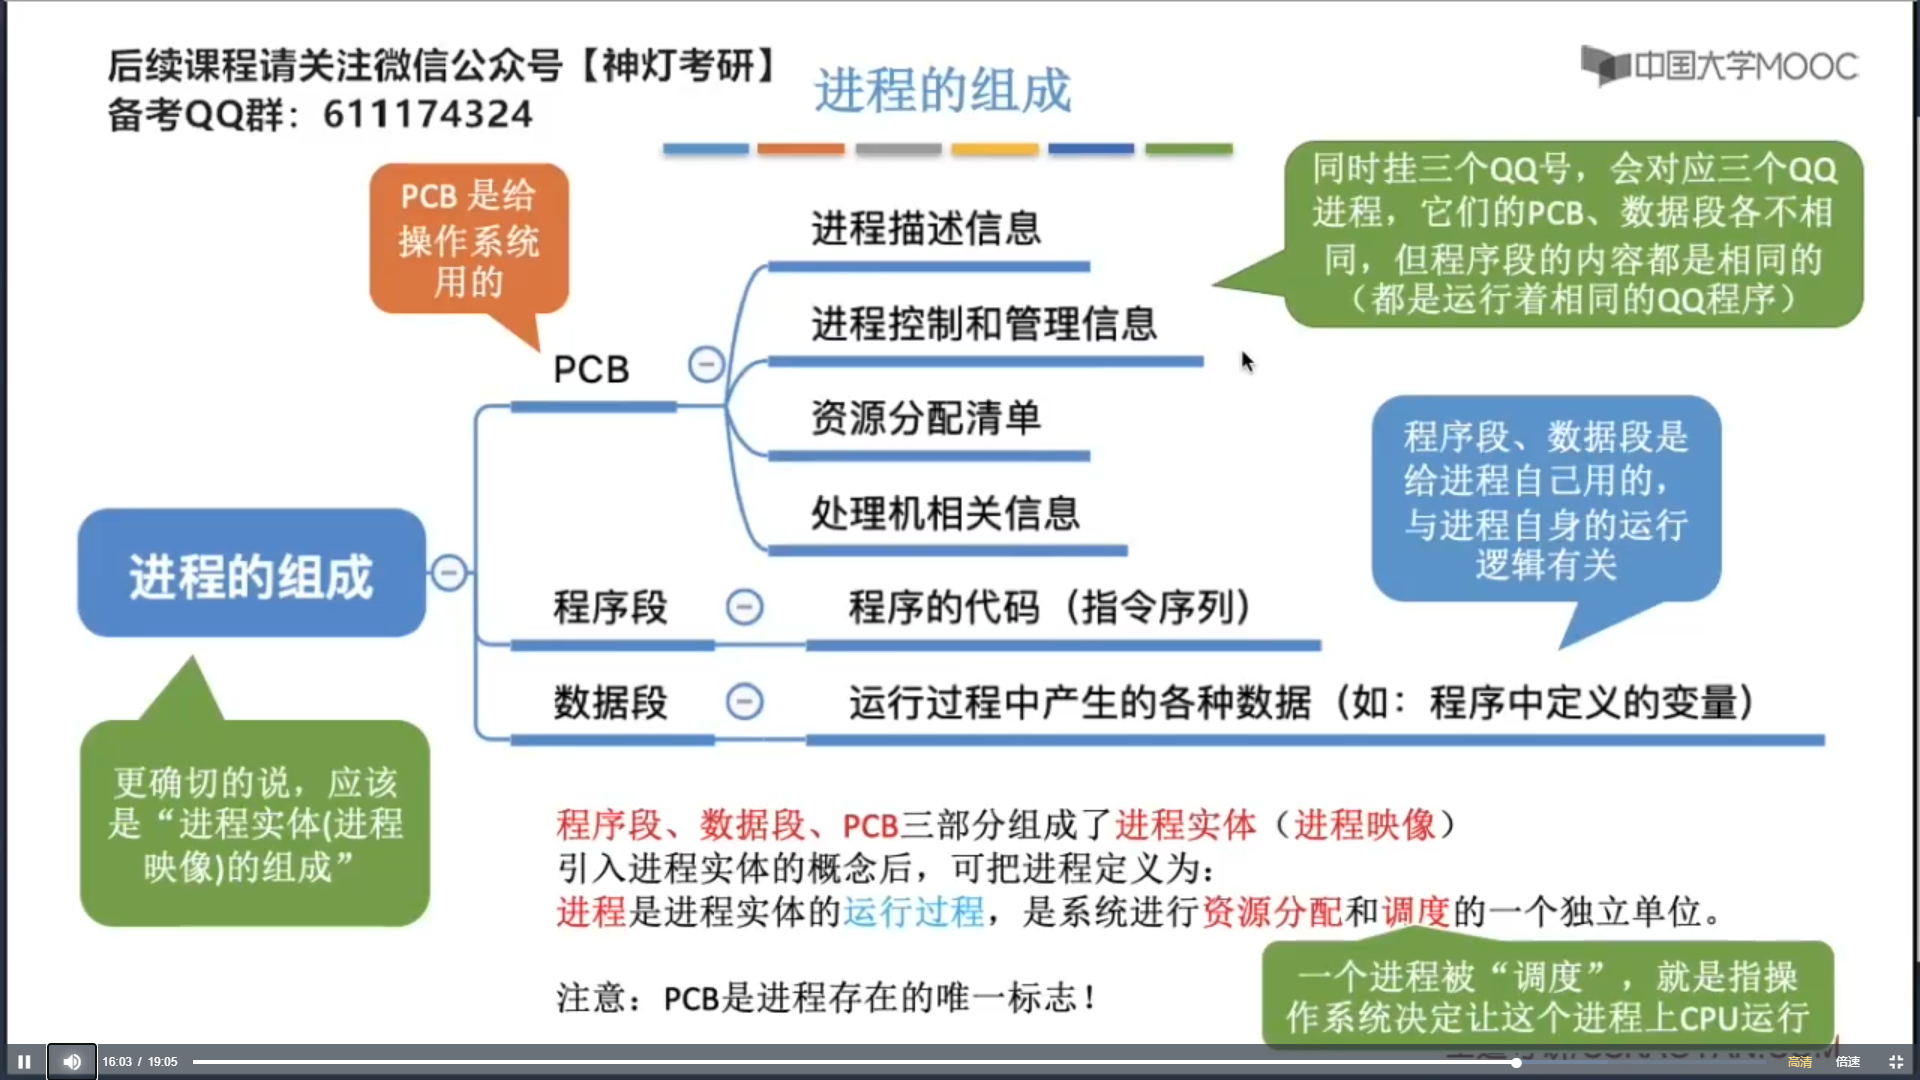 后续课程请关注微信公众号【神灯考研】
备考QQ群：611174324
进程的组成
中国大学MOOC
PCB 是给
操作系统
用的
同时挂三个QQ号，会对应三个QQ
进程，它们的PCB、数据段各不相
同，但程序段的内容都是相同的
（都是运行着相同的QQ程序）
进程描述信息
进程控制和管理信息
PCB
资源分配清单
处理机相关信息
程序段、数据段是
给进程自己用的，
与进程自身的运行
逻辑有关
进程的组成
程序段
程序的代码（指令序列）
数据段
运行过程中产生的各种数据（如：程序中定义的变量）
更确切的说，应该
是“进程实体(进程
映像)的组成”
程序段、数据段、PCB三部分组成了进程实体（进程映像）
引入进程实体的概念后，可把进程定义为：
进程是进程实体的运行过程，是系统进行资源分配和调度的一个独立单位。
注意：PCB是进程存在的唯一标志！
一个进程被“调度”，就是指操
作系统决定让这个进程上CPU运行
16:03 / 19:05
高清
倍速